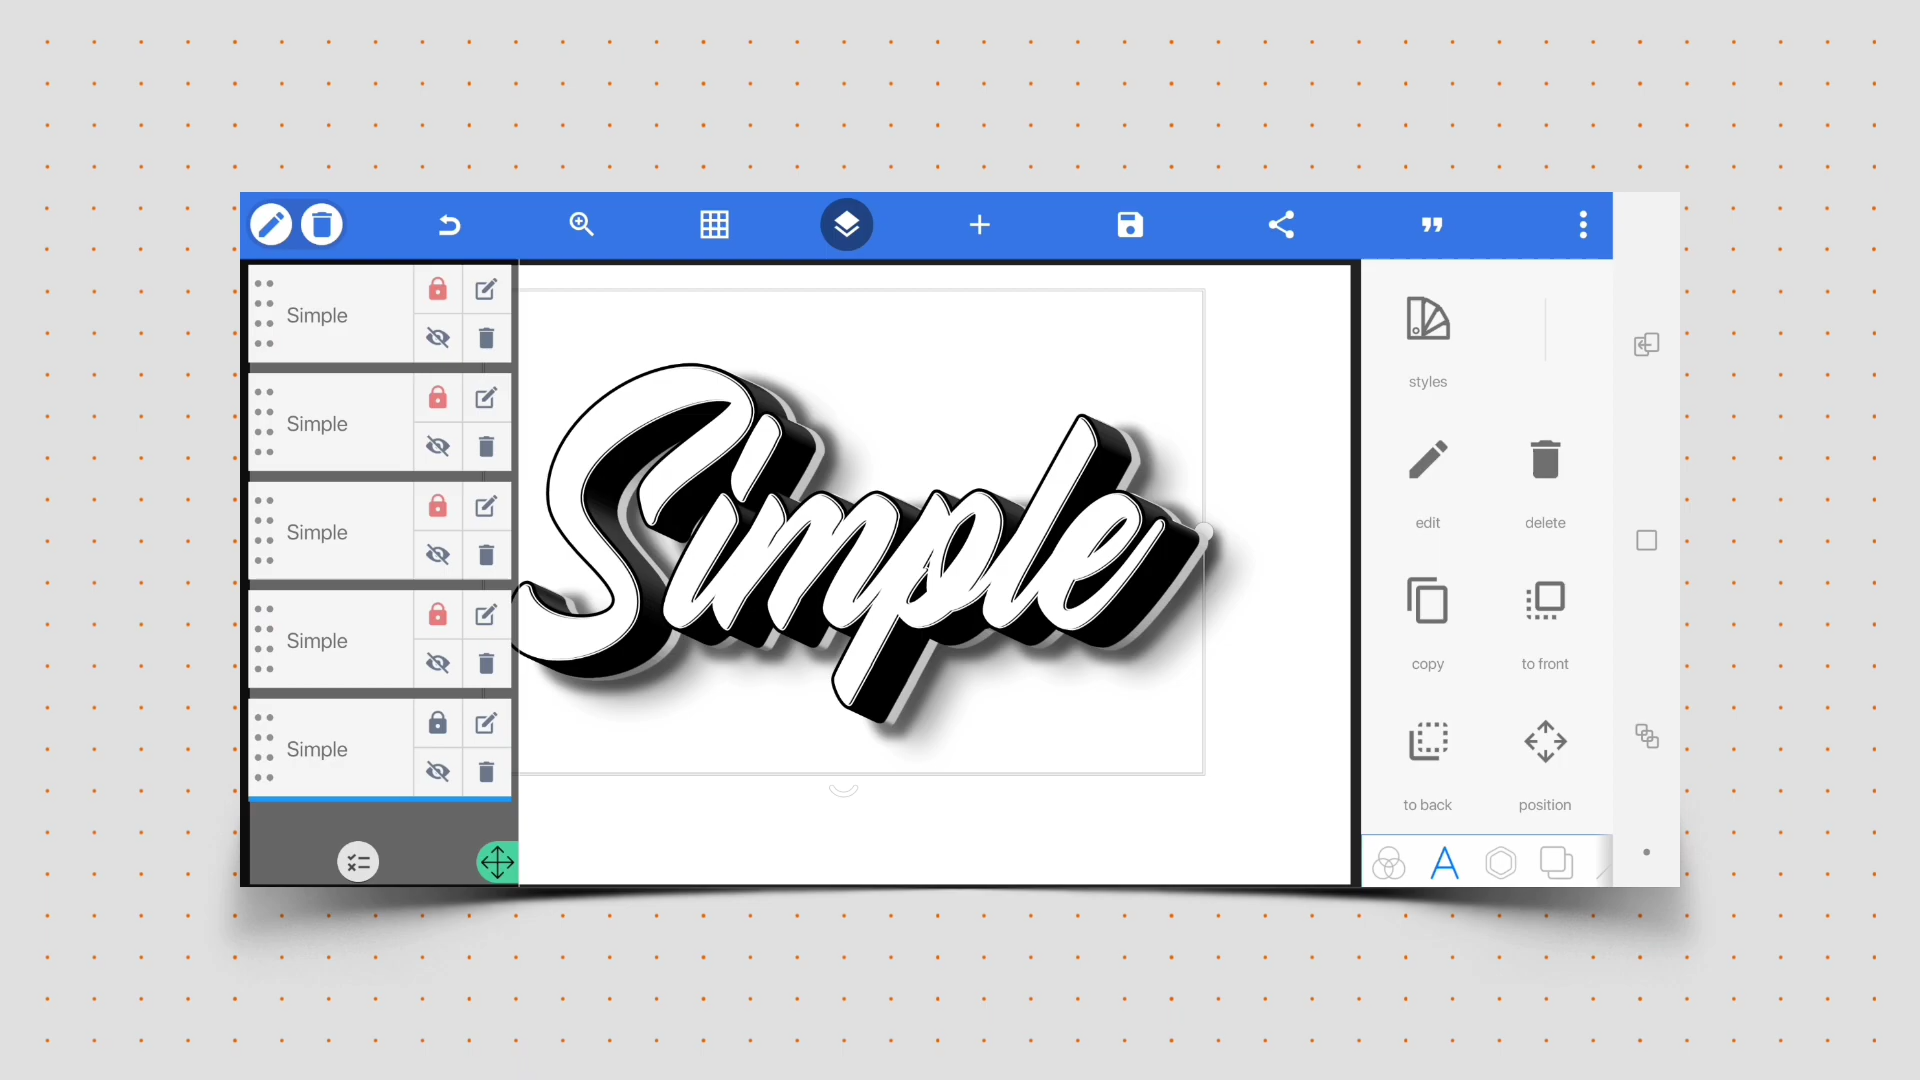 Simple
Simple
Simple
Simple
Simple
Simple
styles
edit
delete
copy
to front
to back
position